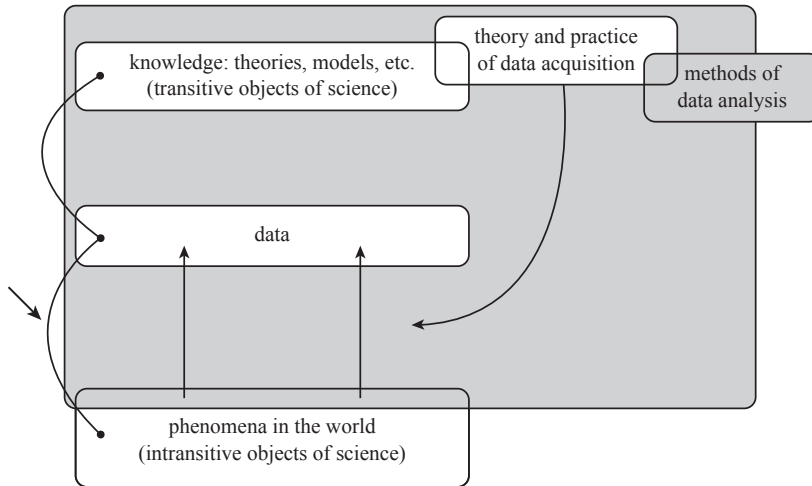 knowledge: theories, models, etc.
(transitive objects of science)
theory and practice
of data acquisition
methods of
data analysis
data
phenomena in the world
(intransitive objects of science)